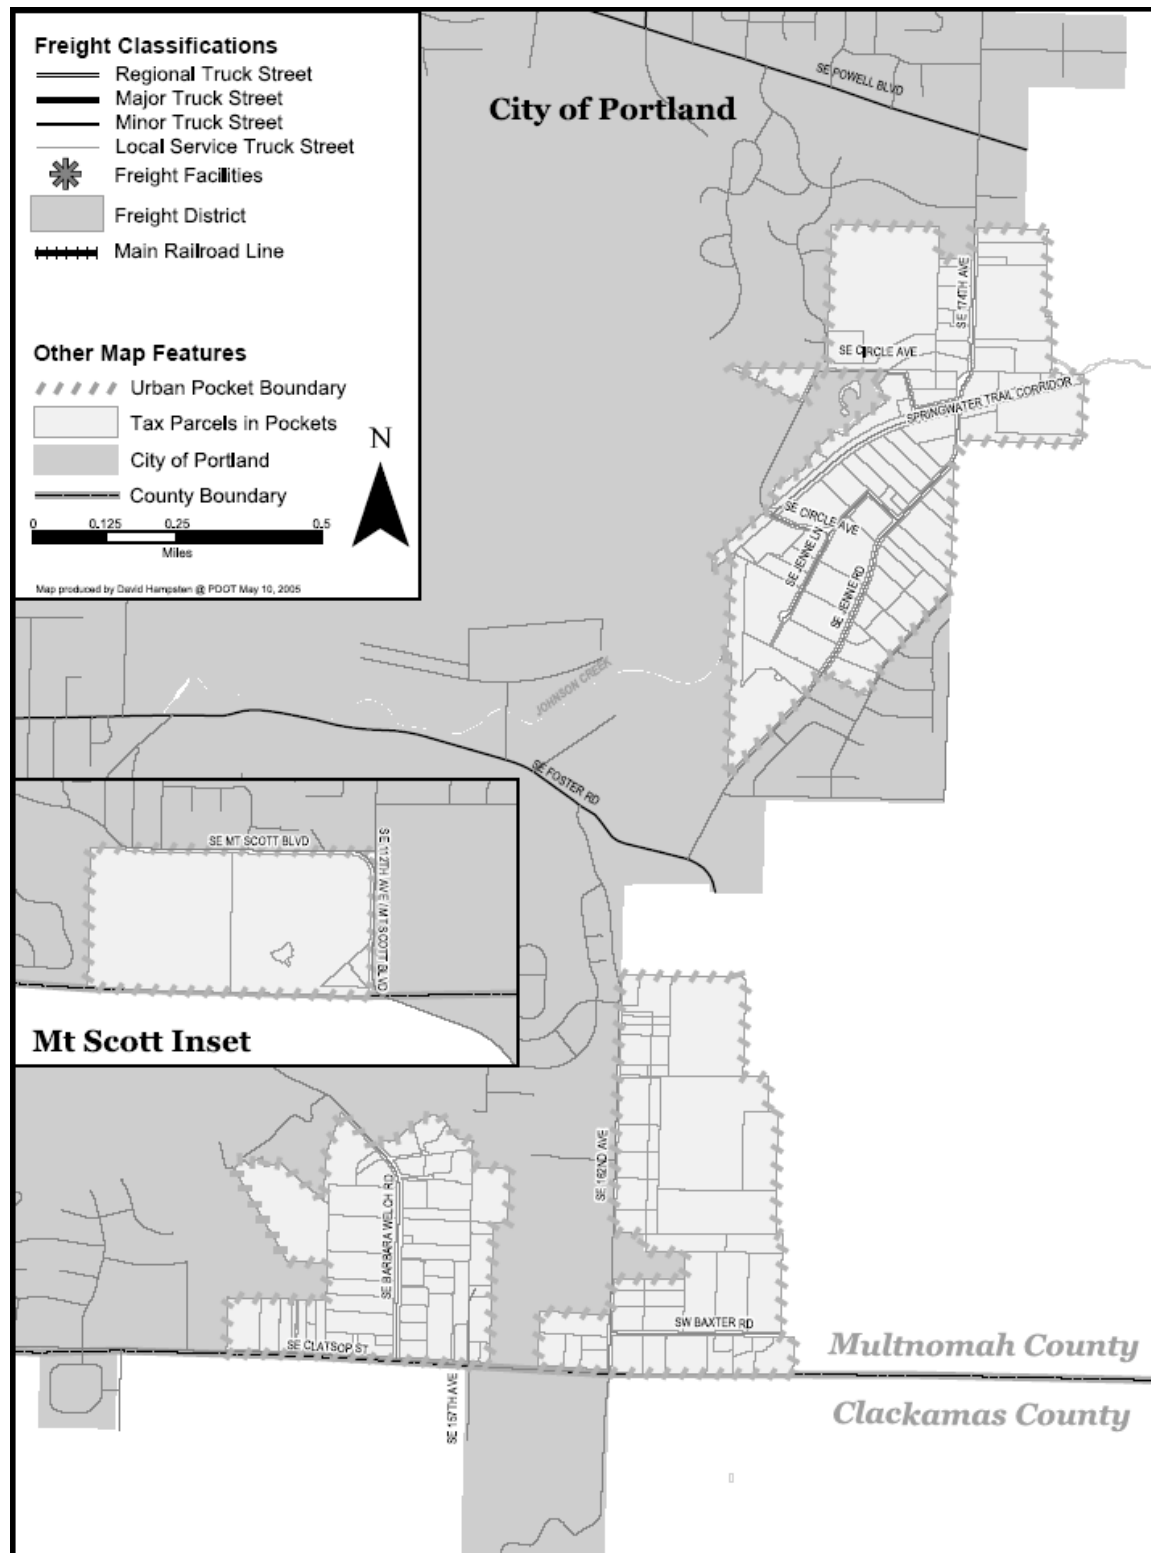 Freight Classifications
Regional Truck Street
Major Truck Street
Minor Truck Street
Local Service Truck Street
Freight Facilities
Freight District
Main Railroad Line
Other Map Features
Urban Pocket Boundary
Tax Parcels in Pockets
City of Portland
County Boundary
N
0 0.125 0.25 0.5
Miles
Map produced by David Hampsten @ PDOT May 10, 2005
City of Portland
SE POWELL BLVD
SE 174TH AVE
SE CIRCLE AVE
SPRINGWATER TRAIL CORRIDOR
SE CIRCLE AVE
SE JENNE LN
SE JENNE RD
JOHNSON CREEK
SE FOSTER RD
SE MT SCOTT BLVD
SE 112TH AVE / MT SCOTT BLVD
Mt Scott Inset
SE 162ND AVE
SE BARBARA WELCH RD
SW BAXTER RD
SE CLATSOP ST
SE 157TH AVE
Multnomah County
Clackamas County